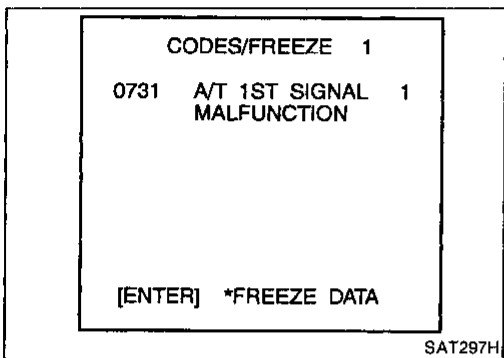 CODES/FREEZE 1
0731 A/T 1ST SIGNAL 1
MALFUNCTION
[ENTER] *FREEZE DATA
SAT297H